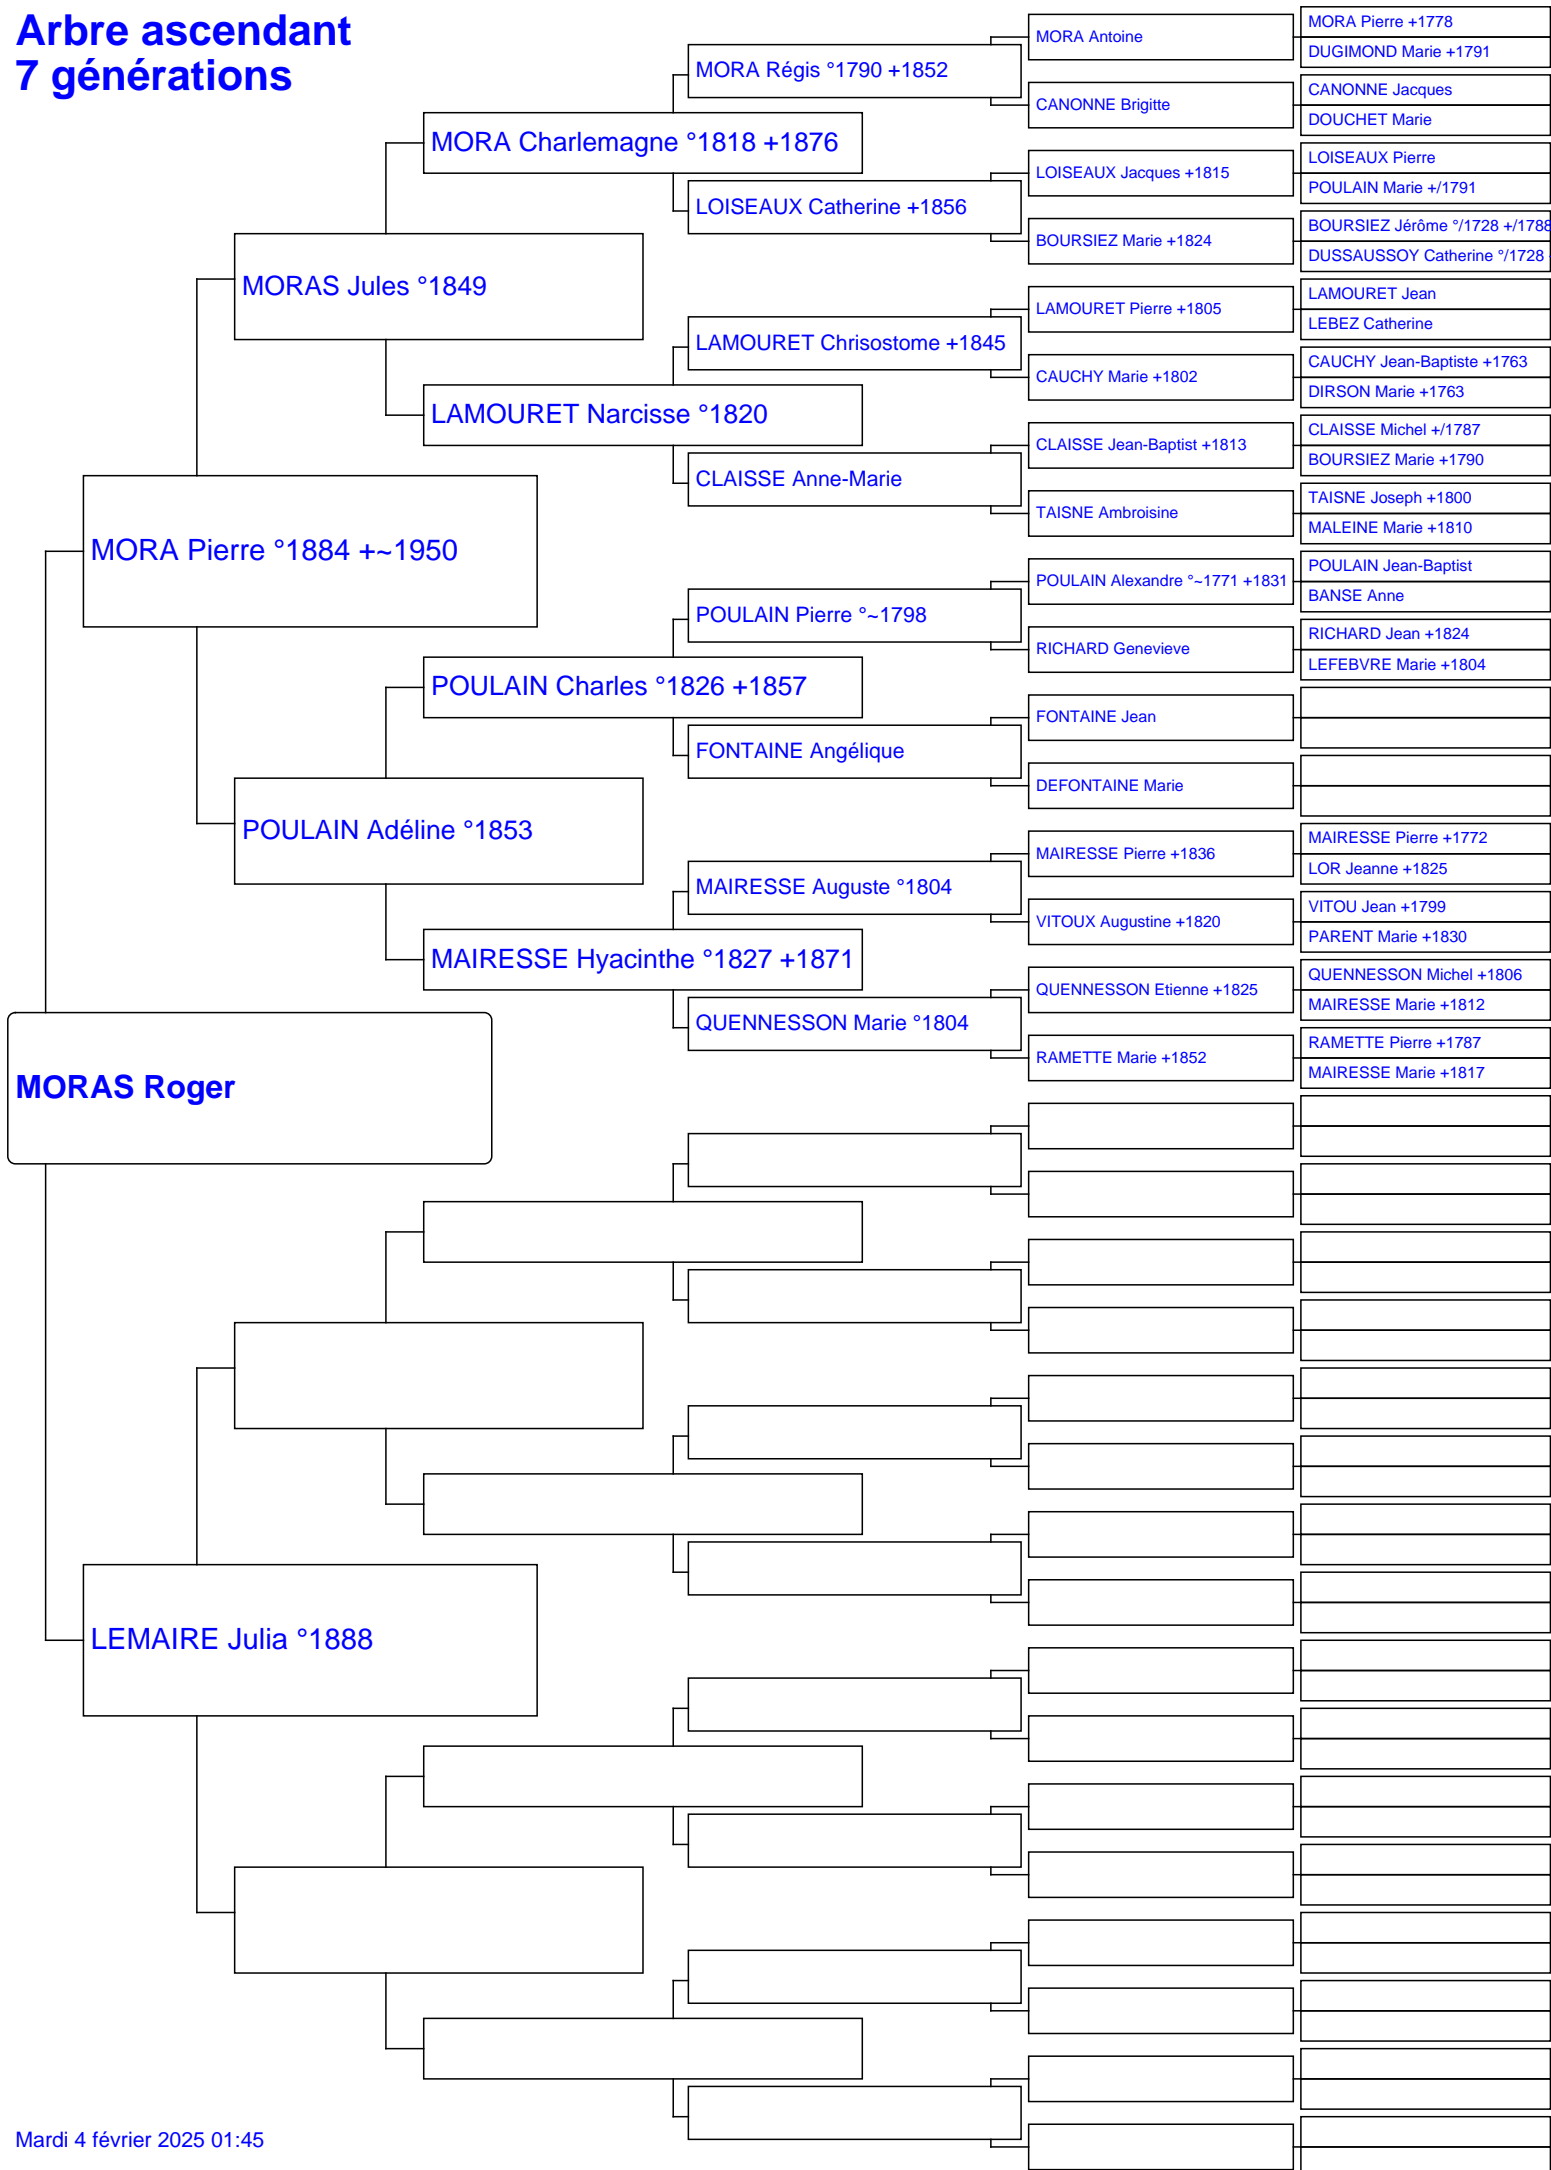 Arbre ascendant
7 générations
MORA Pierre +1778
MORA Antoine
DUGIMOND Marie +1791
MORA Régis °1790 +1852
CANONNE Jacques
CANONNE Brigitte
DOUCHET Marie
MORA Charlemagne °1818 +1876
LOISEAUX Pierre
LOISEAUX Jacques +1815
POULAIN Marie +/1791
LOISEAUX Catherine +1856
BOURSIEZ Jérôme °/1728 +/1788
BOURSIEZ Marie +1824
DUSSAUSSOY Catherine °/1728
MORAS Jules °1849
LAMOURET Jean
LAMOURET Pierre +1805
LEBEZ Catherine
LAMOURET Chrisostome +1845
CAUCHY Jean-Baptiste +1763
CAUCHY Marie +1802
DIRSON Marie +1763
LAMOURET Narcisse °1820
CLAISSE Michel +/1787
CLAISSE Jean-Baptist +1813
BOURSIEZ Marie +1790
CLAISSE Anne-Marie
TAISNE Joseph +1800
TAISNE Ambroisine
MALEINE Marie +1810
MORA Pierre °1884 +~1950
POULAIN Jean-Baptist
POULAIN Alexandre °~1771 +1831
BANSE Anne
POULAIN Pierre °~1798
RICHARD Jean +1824
RICHARD Genevieve
LEFEBVRE Marie +1804
POULAIN Charles °1826 +1857
FONTAINE Jean
FONTAINE Angélique
DEFONTAINE Marie
POULAIN Adéline °1853
MAIRESSE Pierre +1772
MAIRESSE Pierre +1836
LOR Jeanne +1825
MAIRESSE Auguste °1804
VITOU Jean +1799
VITOUX Augustine +1820
PARENT Marie +1830
MAIRESSE Hyacinthe °1827 +1871
QUENNESSON Michel +1806
QUENNESSON Etienne +1825
MAIRESSE Marie +1812
QUENNESSON Marie °1804
RAMETTE Pierre +1787
RAMETTE Marie +1852
MAIRESSE Marie +1817
MORAS Roger
LEMAIRE Julia °1888
Mardi 4 février 2025 01:45